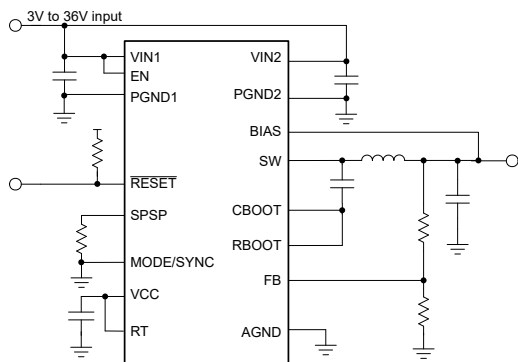 3V to 36V input
VIN1
EN
PGND1
RESET
SPSP
MODE/SYNC
VCC
RT
VIN2
PGND2
BIAS
SW
CBOOT
RBOOT
FB
AGND